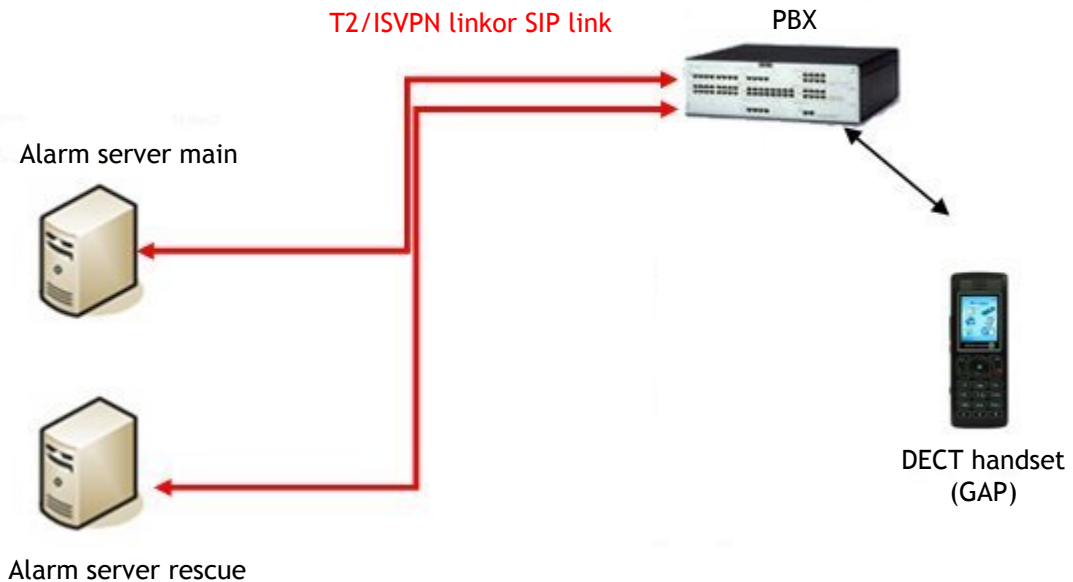 T2/ISVPN linkor SIP link
PBX
Alarm server main
DECT handset
(GAP)
Alarm server rescue